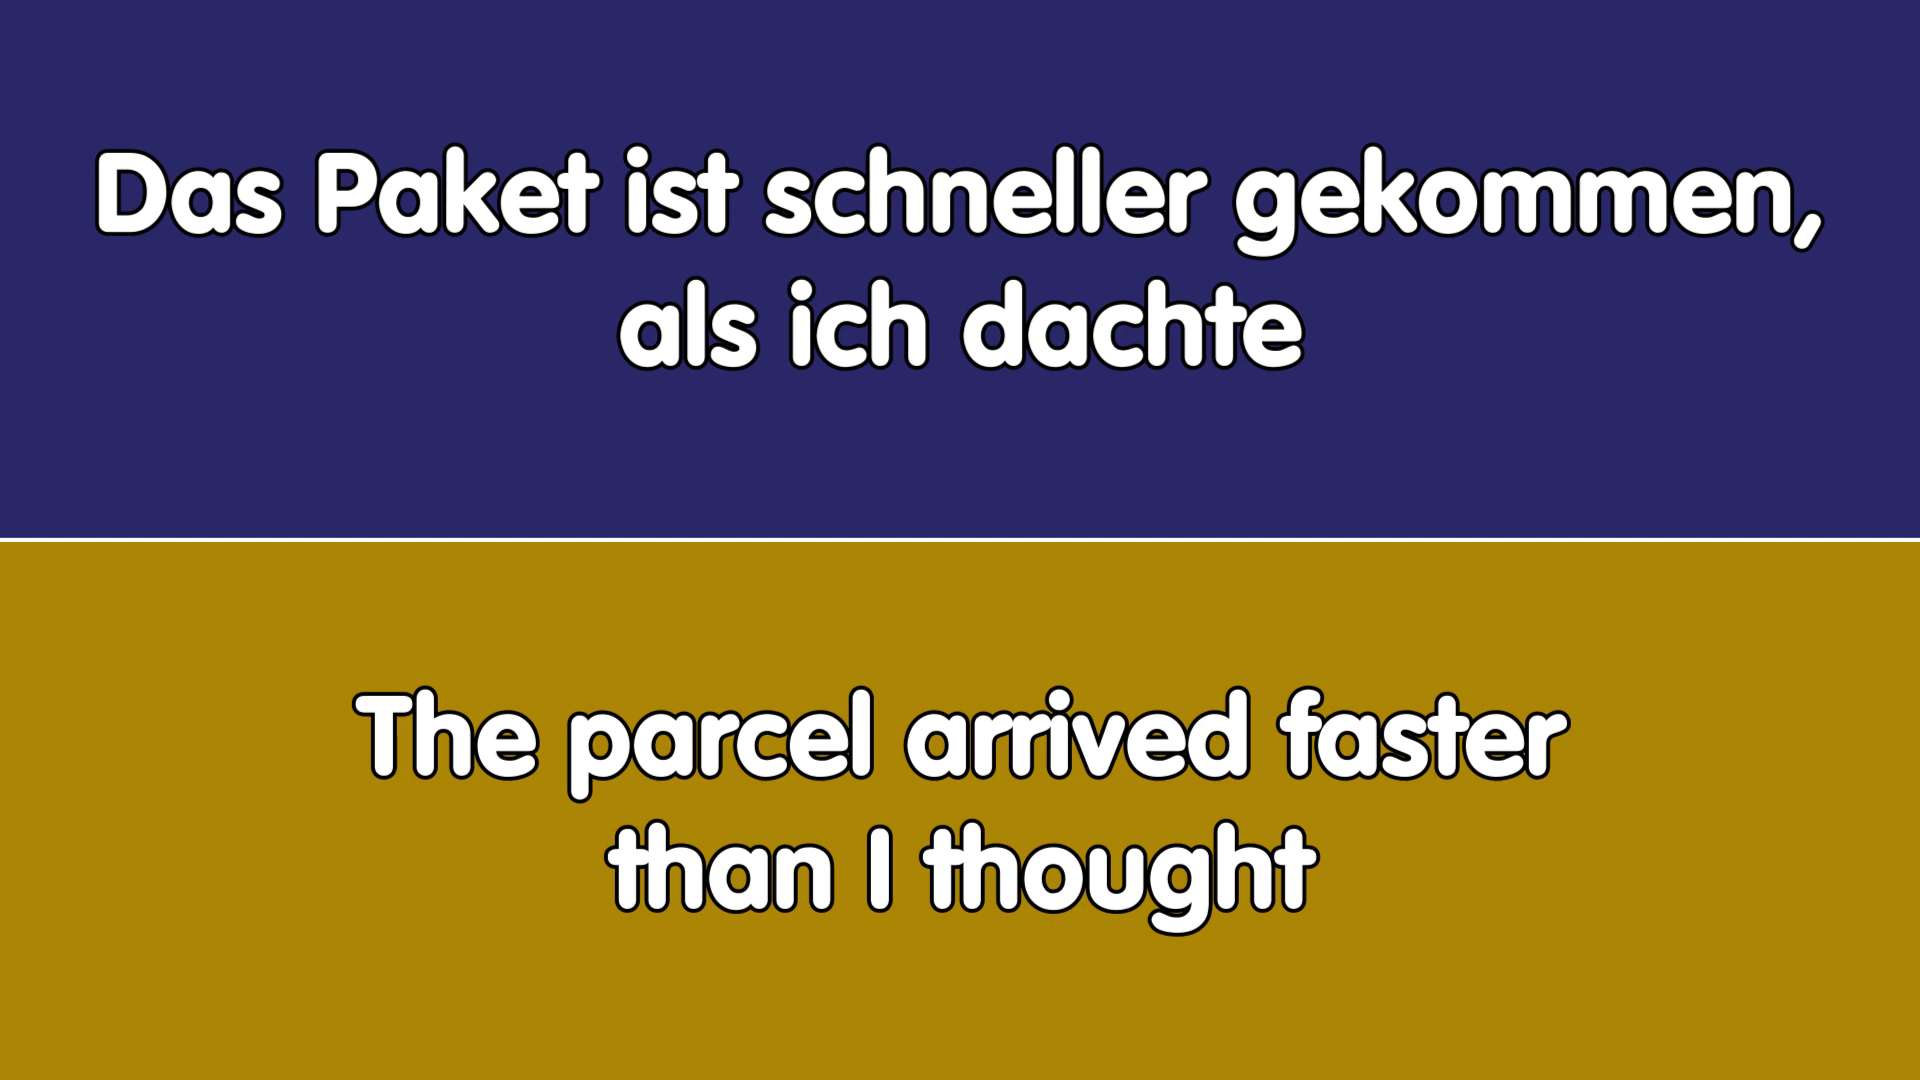 Das Paket ist schneller gekommen,
als ich dachte
The parcel arrived faster
than I thought